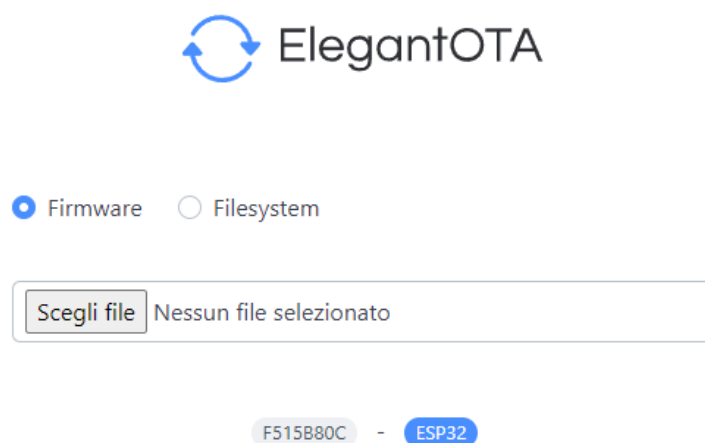 ElegantOTA
Firmware Filesystem
Scegli file Nessun file selezionato
F515B80C - ESP32